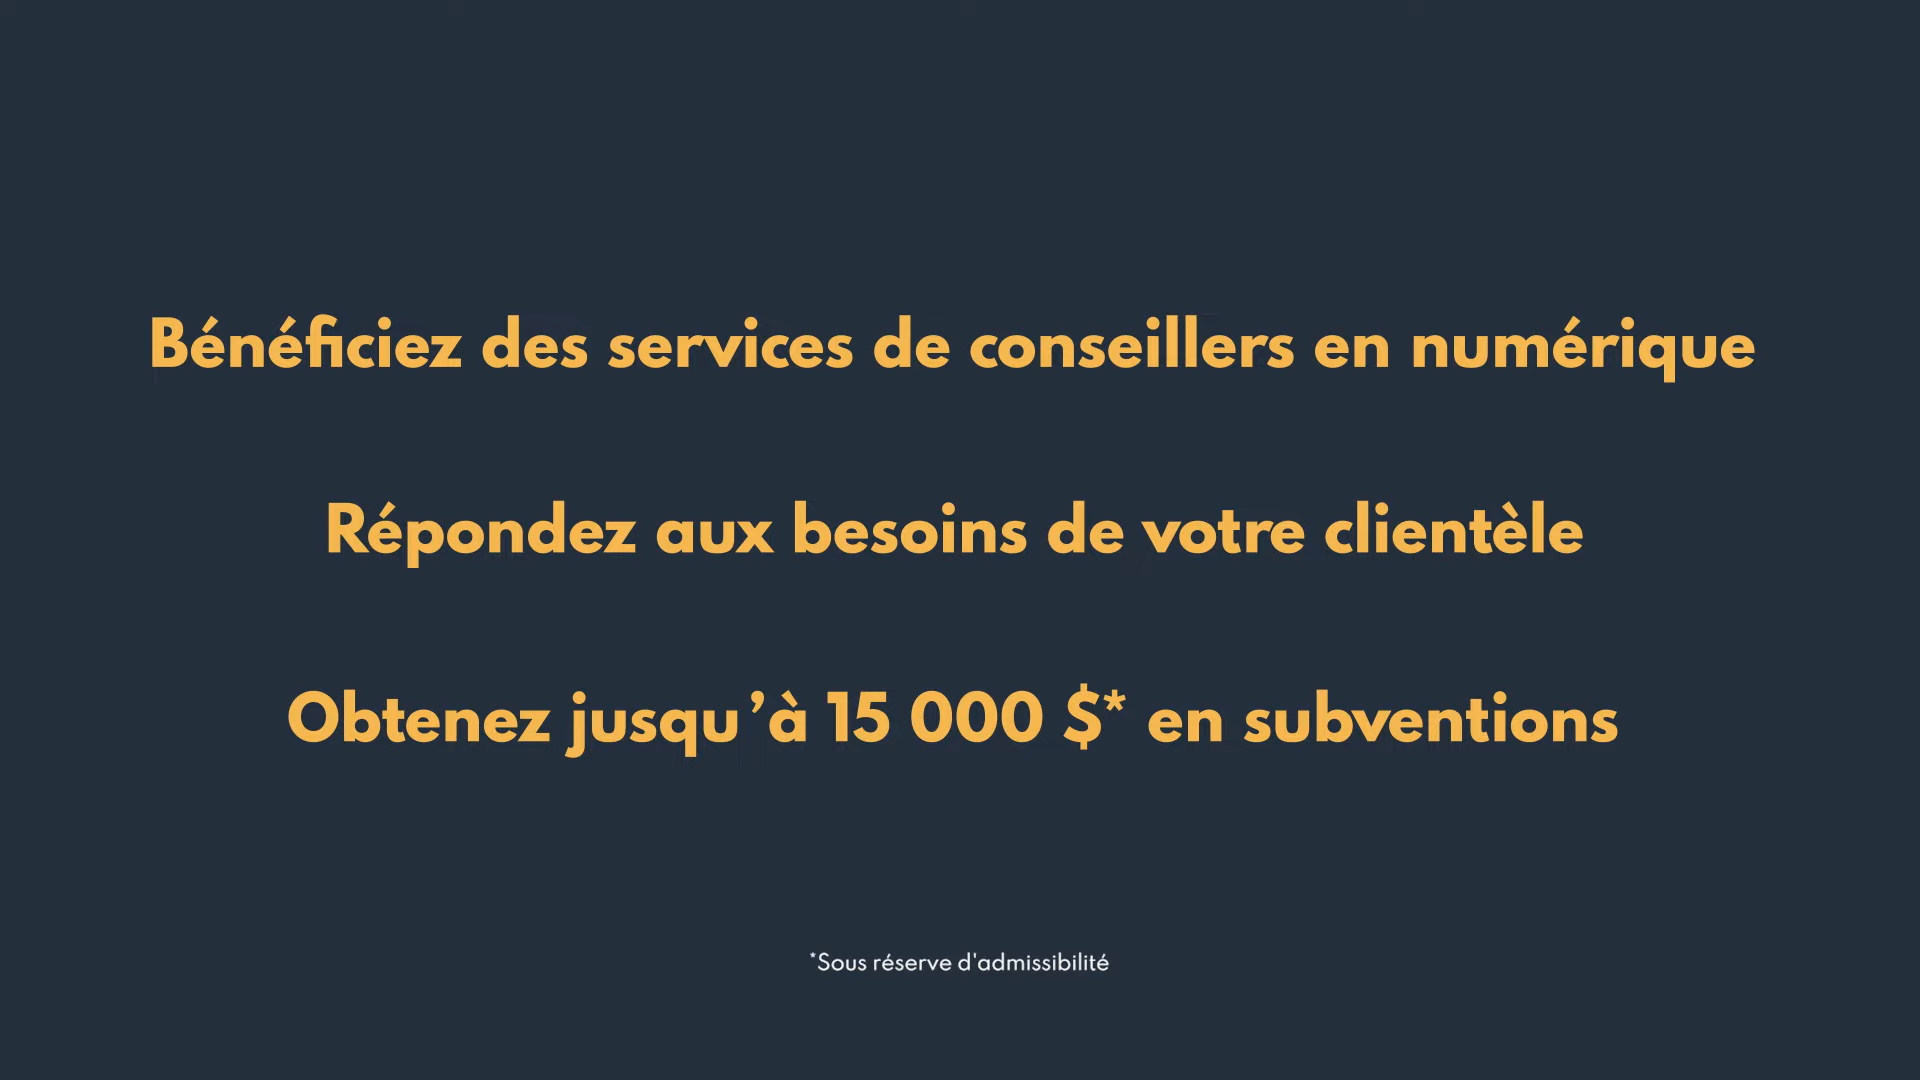 Bénéficiez des services de conseillers en numérique
Répondez aux besoins de votre clientèle
Obtenez jusqu’à 15 000 $* en subventions
*Sous réserve d'admissibilité